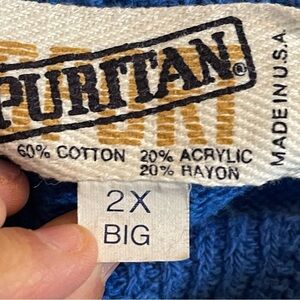 PURITAN®
MADE IN U.S.A.
60% COTTON 20% ACRYLIC
20% RAYON
2X
BIG